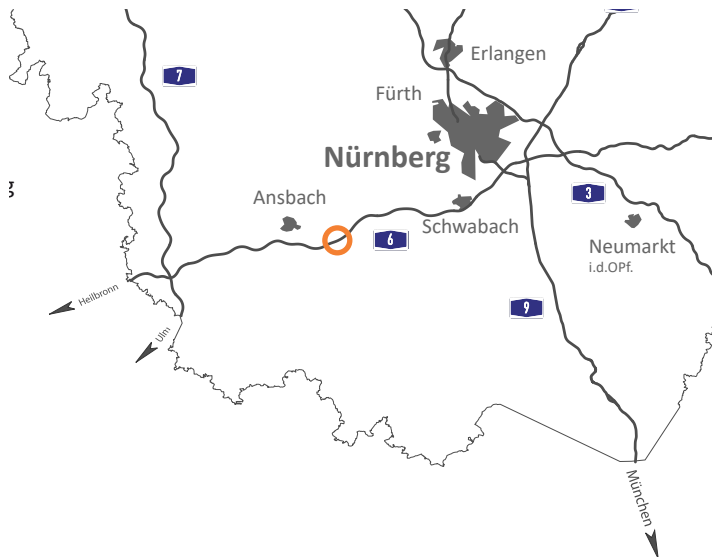 7
Erlangen
Fürth
Nürnberg
3
Ansbach
Schwabach
6
Neumarkt
i.d.OPf.
Heilbronn
9
Ulm
München